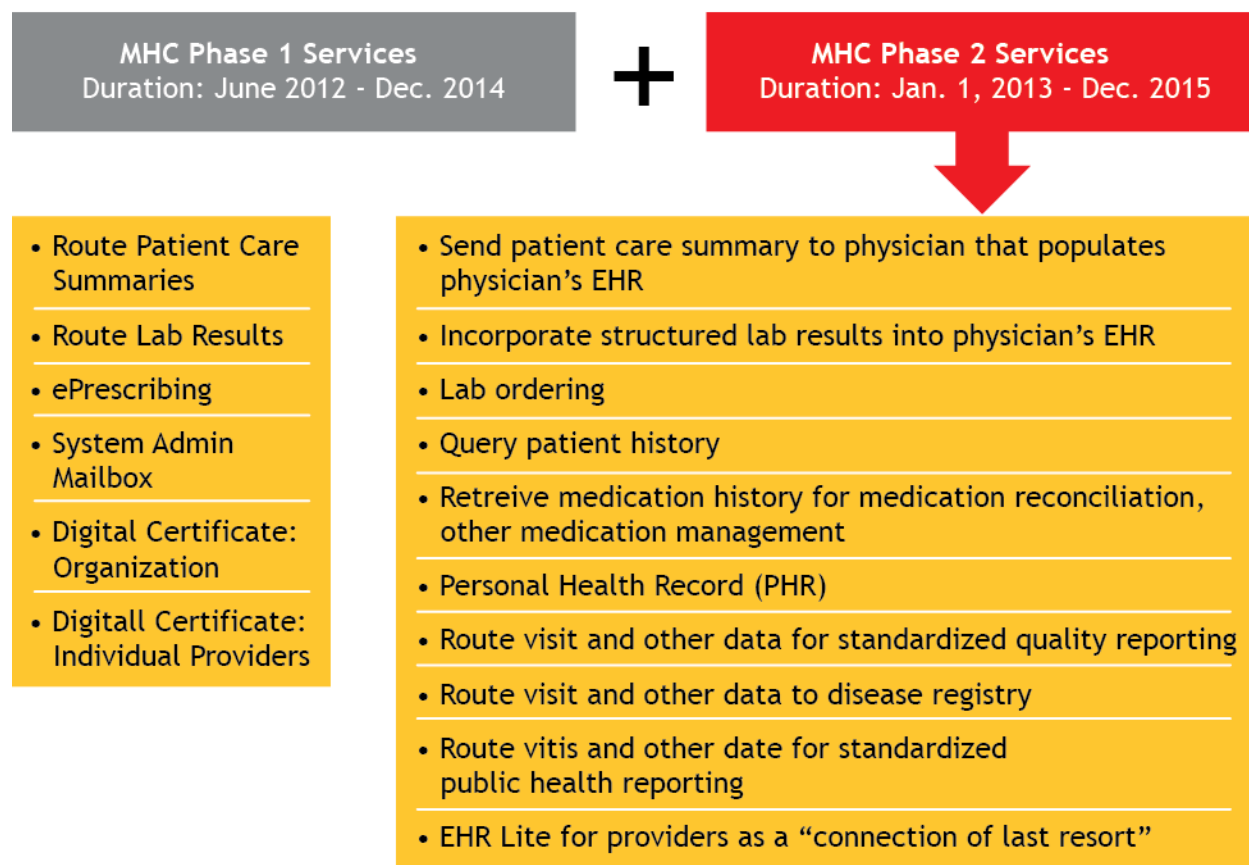 MHC Phase 1 Services
Duration: June 2012 - Dec. 2014
+
MHC Phase 2 Services
Duration: Jan. 1, 2013 - Dec. 2015
• Route Patient Care
Summaries
• Route Lab Results
• ePrescribing
• System Admin
Mailbox
• Digital Certificate:
Organization
• Digitall Certificate:
Individual Providers
• Send patient care summary to physician that populates
physician’s EHR
• Incorporate structured lab results into physician’s EHR
• Lab ordering
• Query patient history
• Retreive medication history for medication reconciliation,
other medication management
• Personal Health Record (PHR)
• Route visit and other data for standardized quality reporting
• Route visit and other data to disease registry
• Route vitis and other date for standardized
public health reporting
• EHR Lite for providers as a “connection of last resort”